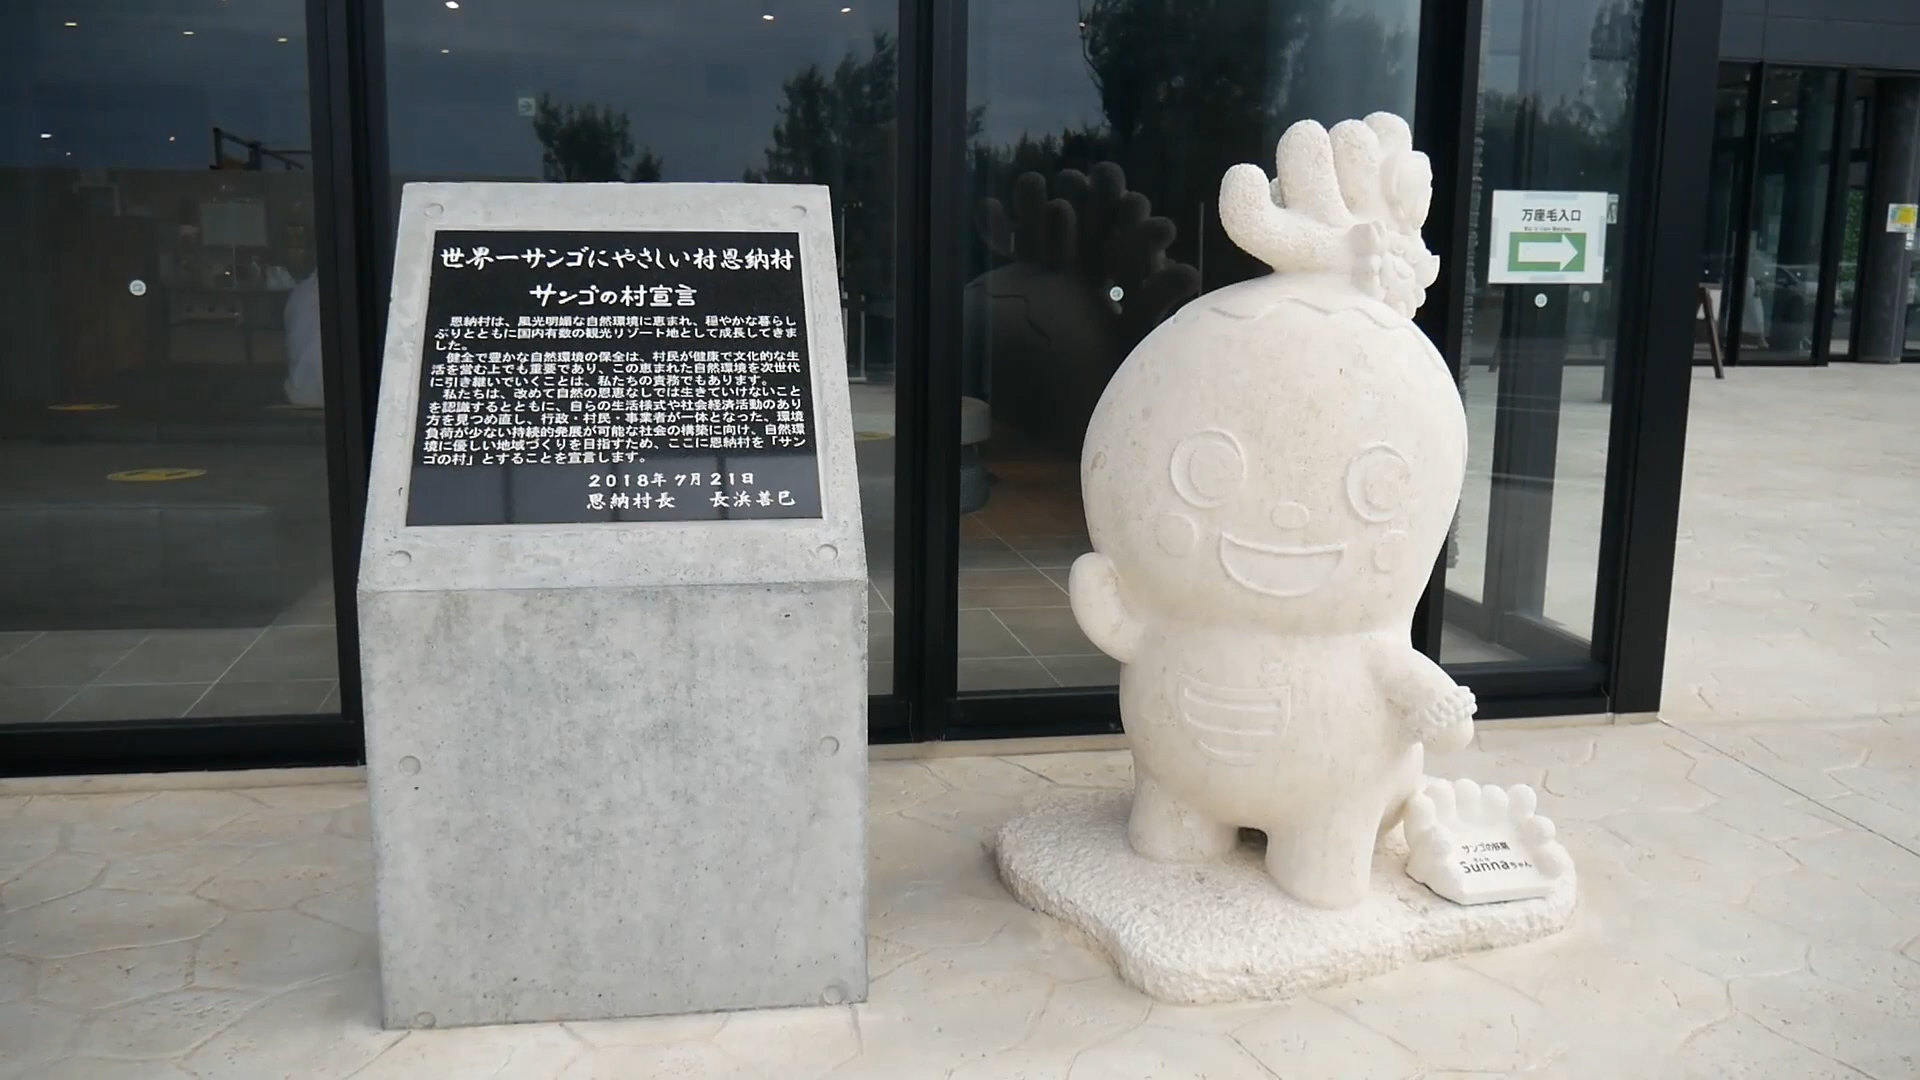 世界一サンゴにやさしい村恩納村
サンゴの村宣言
恩納村は、風光明媚な自然環境に恵まれ、穏やかな暮らし
ぶりとともに国内有数の観光リゾート地として成長してきま
した。
健全で豊かな自然環境の保全は、村民が健康で文化的な生
活を営む上でも重要であり、この恵まれた自然環境を次世代
に引き継いでいくことは、私たちの責務でもあります。
私たちは、改めて自然の恩恵なしでは生きていけないこと
を認識するとともに、自らの生活様式や社会経済活動のあり
方を見つめ直し、行政・村民・事業者が一体となった、環境
負荷が少ない持続的発展が可能な社会の構築に向け、自然環
境に優しい地域づくりを目指すため、ここに恩納村を「サン
ゴの村」とすることを宣言します。
2018年7月21日
恩納村長 長浜善巳
万座毛入口
サンゴの妖精
Sunnaちゃん